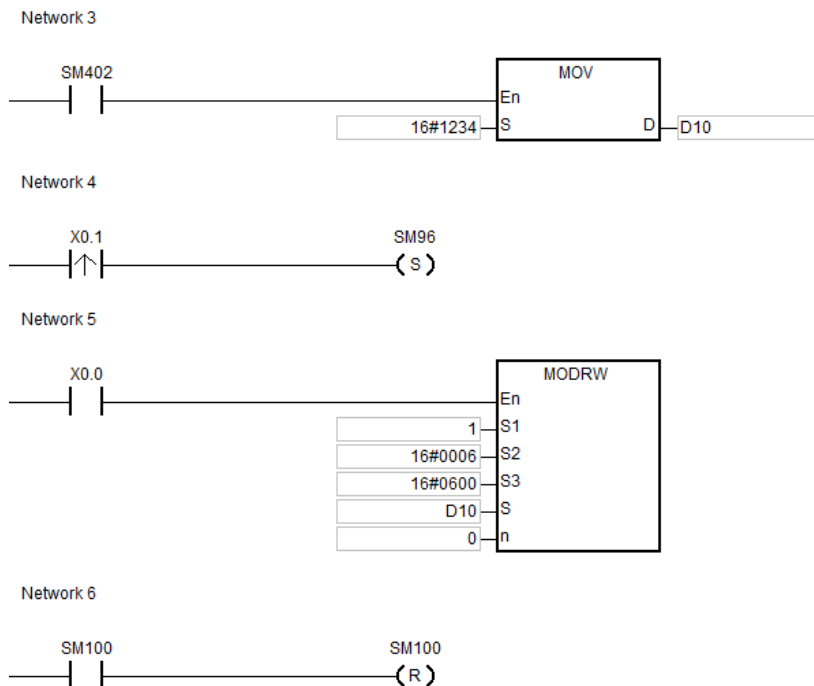 Network 3
SM402
MOV
En
16#1234 S D D10
Network 4
X0.1 SM96
S
Network 5
X0.0
MODRW
En
1 S1
16#0006 S2
16#0600 S3
D10 S
0 n
Network 6
SM100 SM100
R